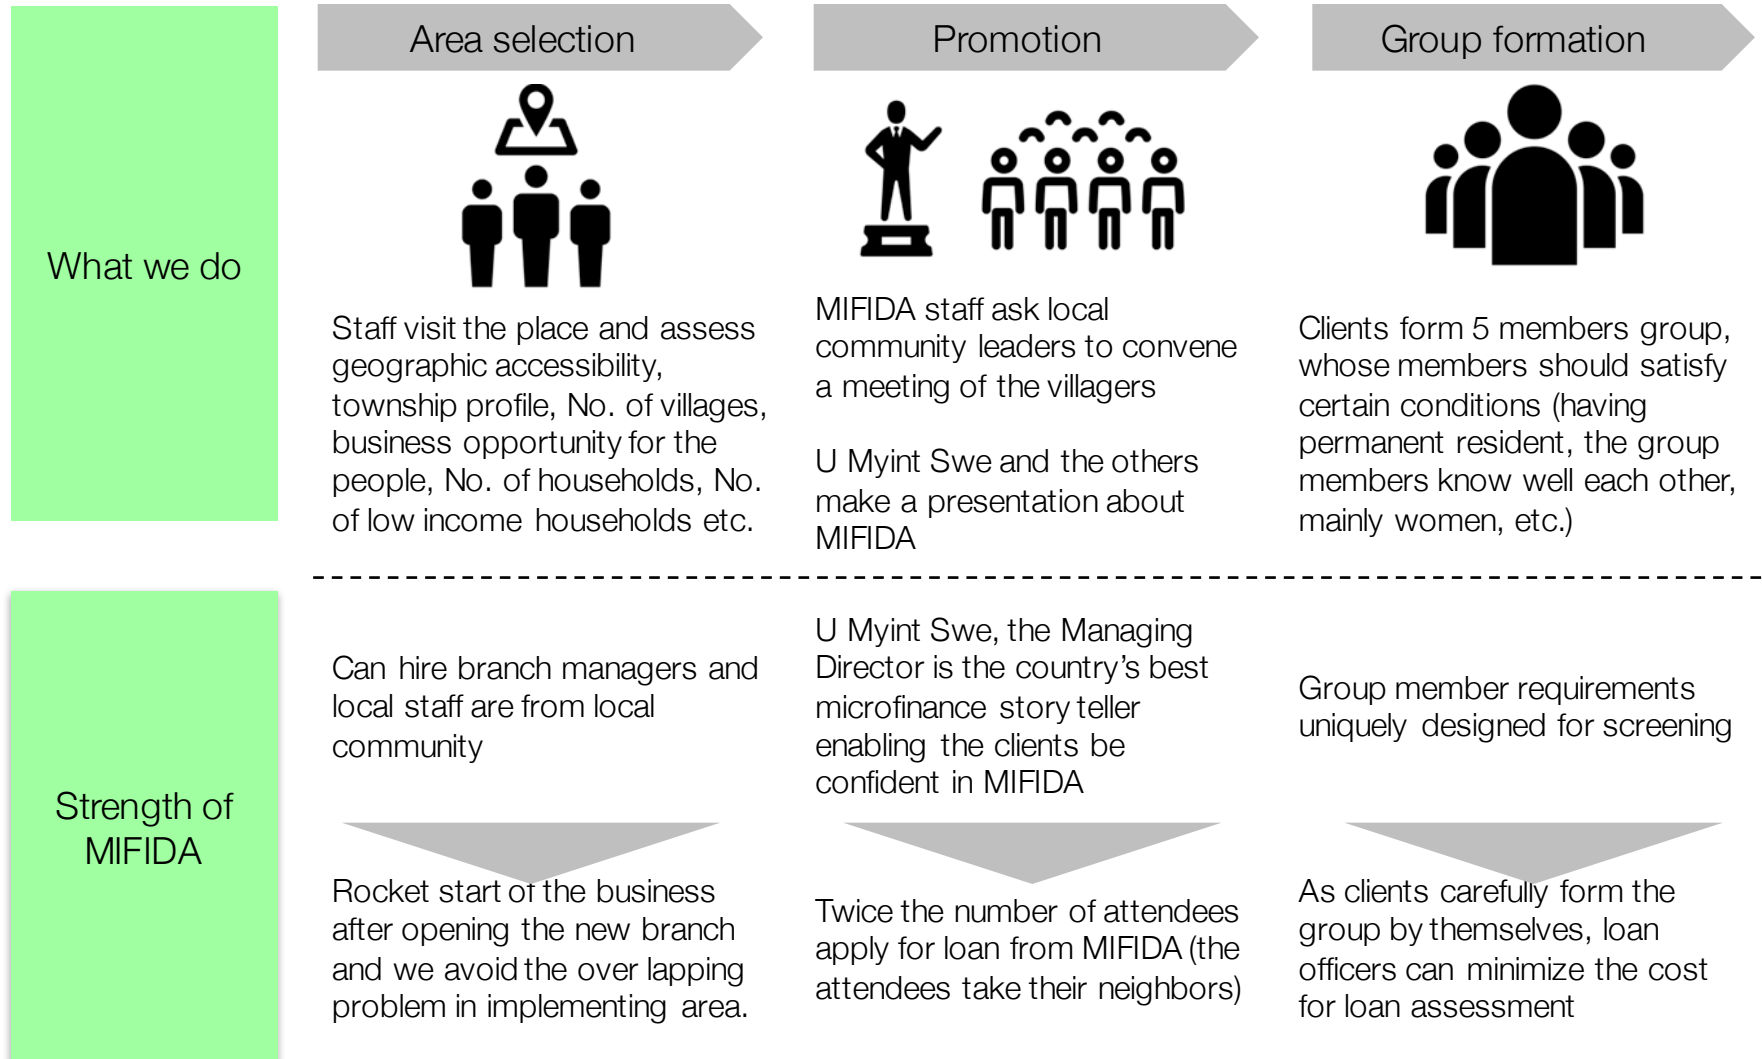 Area selection
Promotion
Group formation
What we do
Staff visit the place and assess
geographic accessibility,
township profile, No. of villages,
business opportunity for the
people, No. of households, No.
of low income households etc.
MIFIDA staff ask local
community leaders to convene
a meeting of the villagers
U Myint Swe and the others
make a presentation about
MIFIDA
Clients form 5 members group,
whose members should satisfy
certain conditions (having
permanent resident, the group
members know well each other,
mainly women, etc.)
Strength of
MIFIDA
Can hire branch managers and
local staff are from local
community
U Myint Swe, the Managing
Director is the country’s best
microfinance story teller
enabling the clients be
confident in MIFIDA
Group member requirements
uniquely designed for screening
Rocket start of the business
after opening the new branch
and we avoid the over lapping
problem in implementing area.
Twice the number of attendees
apply for loan from MIFIDA (the
attendees take their neighbors)
As clients carefully form the
group by themselves, loan
officers can minimize the cost
for loan assessment